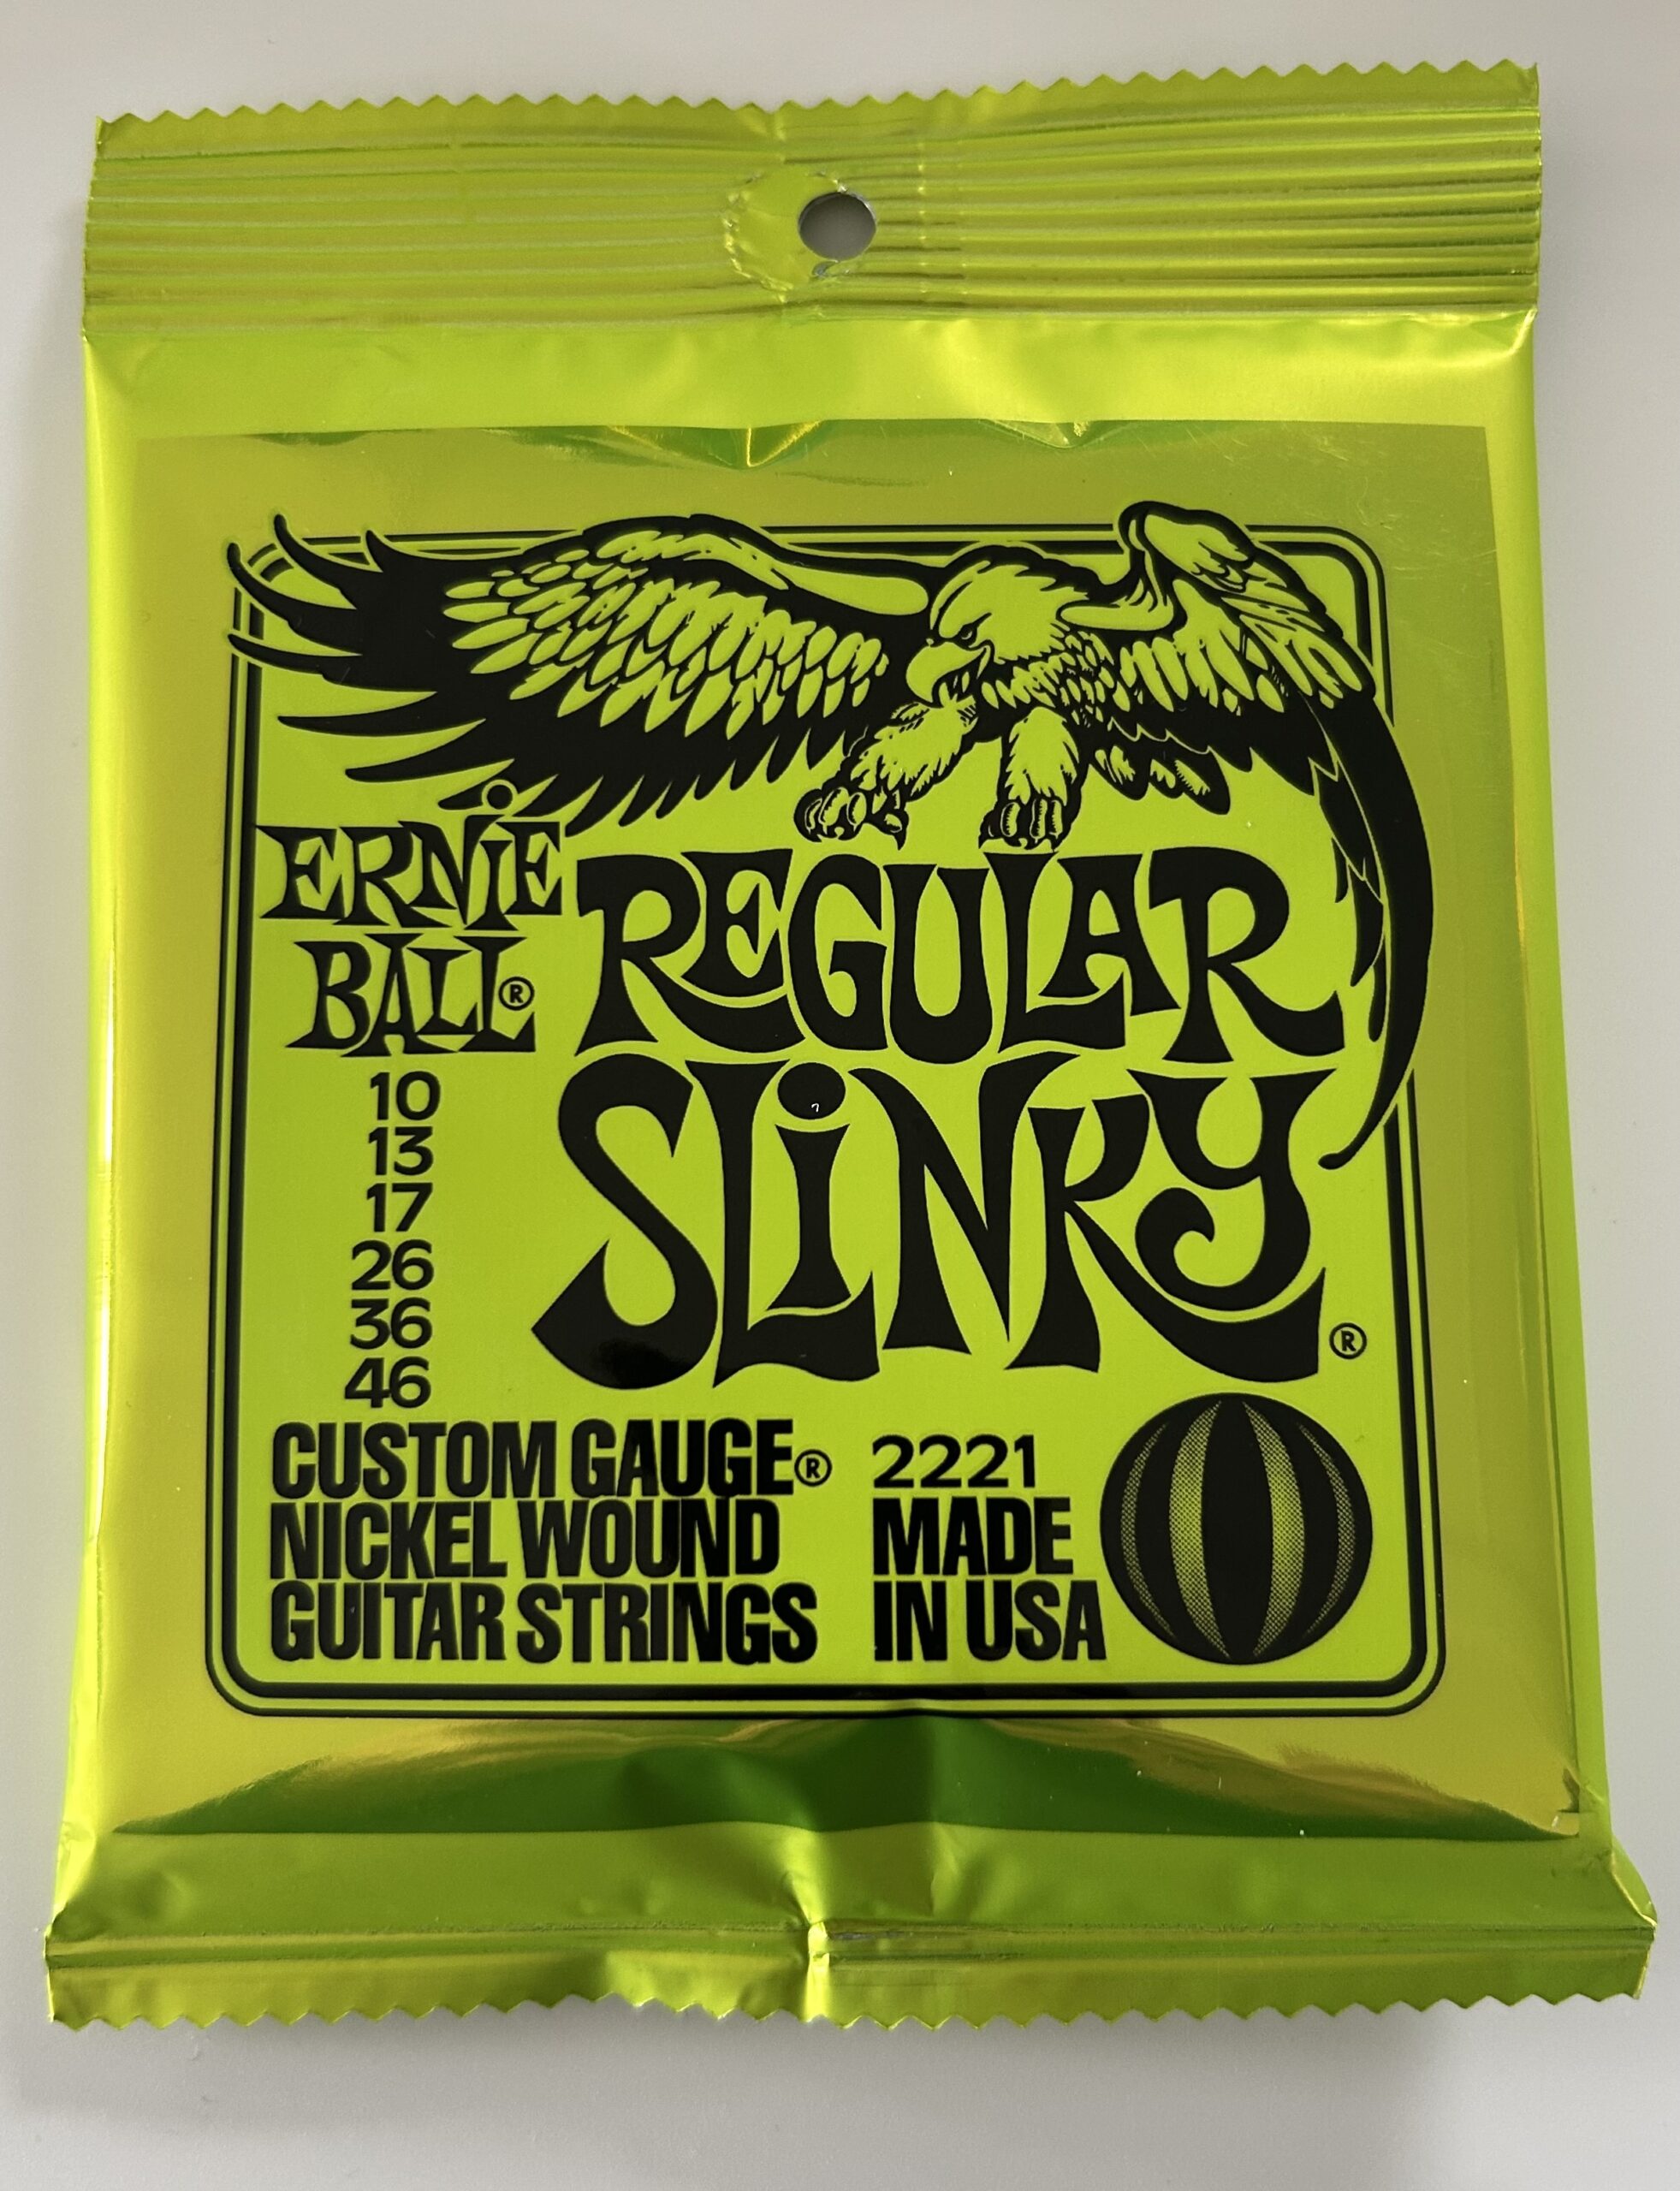 ERNiE
BALL®
REGULAR
SLiNKY®
10
13
17
26
36
46
CUSTOM GAUGE®
NICKEL WOUND
GUITAR STRINGS
2221
MADE
IN USA